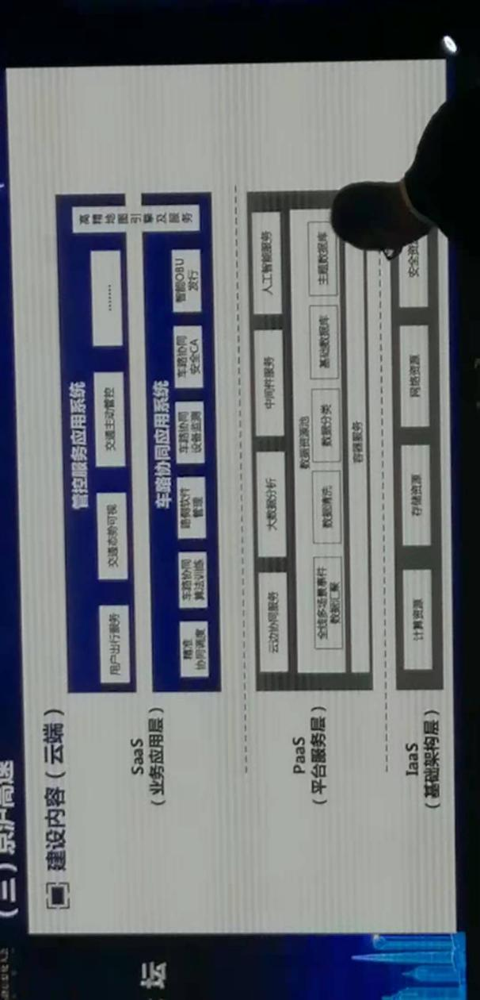 （三）京沪高速
建设内容（云端）
SaaS
（业务应用层）
管控服务应用系统
用户出行服务
交通态势可视
交通主动管控
……
高精地图引擎及服务
车路协同应用系统
精准
协同调度
车路协同
算法训练
路侧软件
管理
车路协同
设备监测
车路协同
安全CA
智能OBU
发行
PaaS
（平台服务层）
云边协同服务
大数据分析
中间件服务
人工智能服务
数据资源池
全线多场景事件
数据汇聚
数据清洗
数据分类
基础数据库
主题数据库
容器服务
IaaS
（基础架构层）
计算资源
存储资源
网络资源
安全资
坛